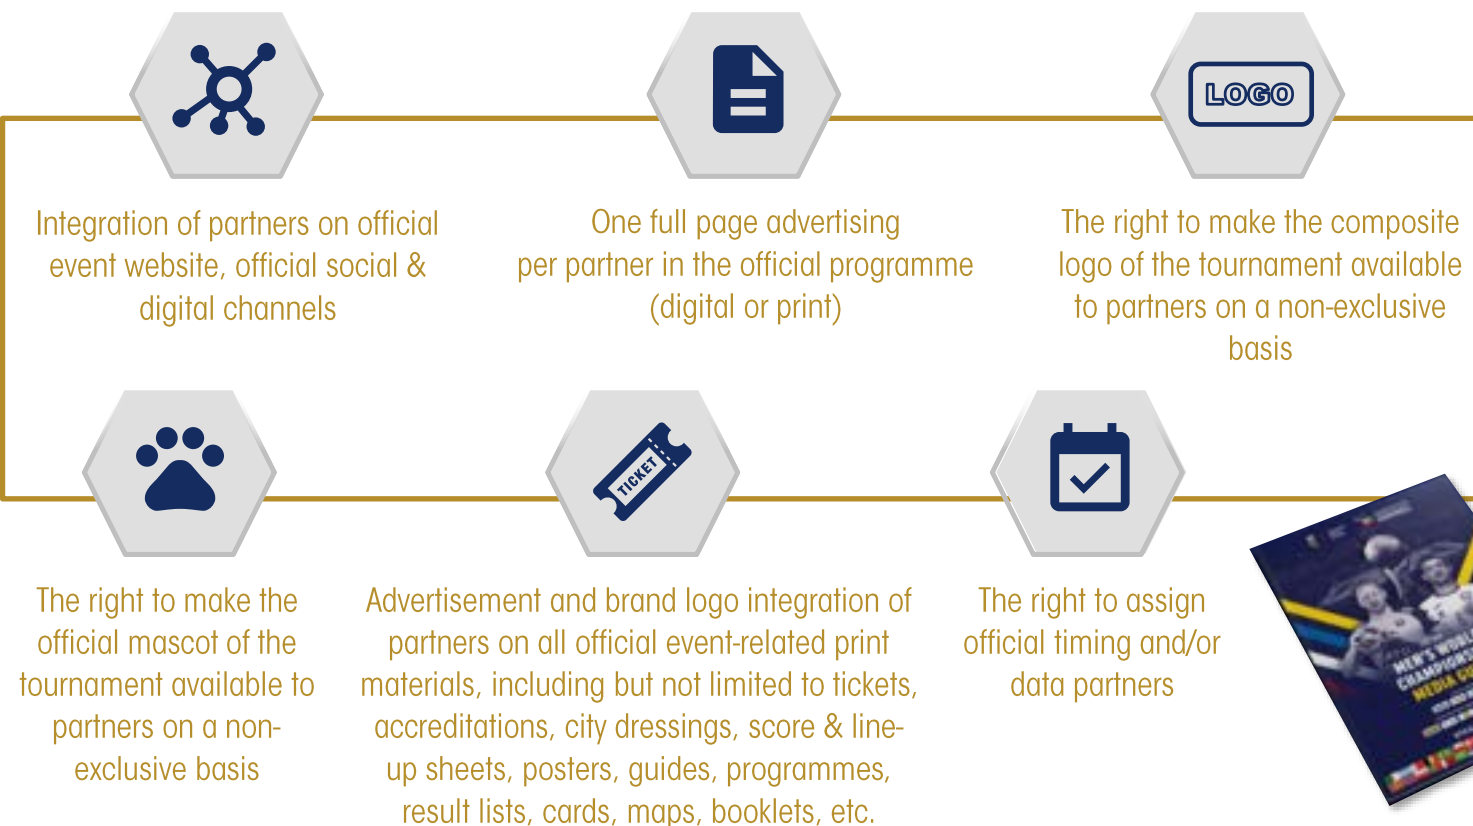 LOGO
Integration of partners on official
event website, official social &
digital channels
One full page advertising
per partner in the official programme
(digital or print)
The right to make the composite
logo of the tournament available
to partners on a non-exclusive
basis
TICKET
The right to make the
official mascot of the
tournament available to
partners on a non-
exclusive basis
Advertisement and brand logo integration of
partners on all official event-related print
materials, including but not limited to tickets,
accreditations, city dressings, score & line-
up sheets, posters, guides, programmes,
result lists, cards, maps, booklets, etc.
The right to assign
official timing and/or
data partners
MEN'S WORLD
MEDIA